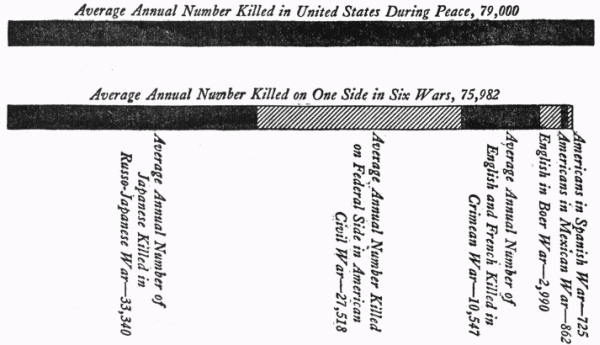 Average Annual Number Killed in United States During Peace, 79,000
Average Annual Number Killed on One Side in Six Wars, 75,982
Average Annual Number of
Japanese Killed in
Russo-Japanese War—33,340
Average Annual Number Killed
on Federal Side in American
Civil War—27,518
Average Annual Number of
English and French Killed in
Crimean War—10,547
English in Boer War—2,990
Americans in Mexican War—862
Americans in Spanish War—725